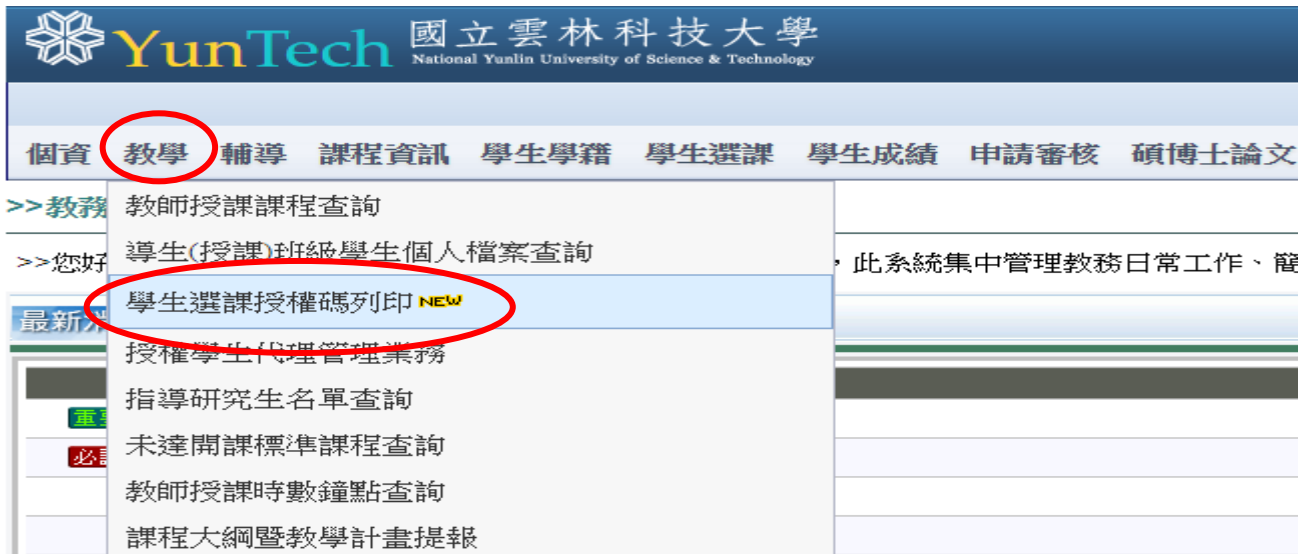 YunTech 國立雲林科技大學
National Yunlin University of Science & Technology
個資 教學 輔導 課程資訊 學生學籍 學生選課 學生成績 申請審核 碩博士論文
>>教務
教師授課課程查詢
導生(授課)班級學生個人檔案查詢
>>您好 ，此系統集中管理教務日常工作、簡
學生選課授權碼列印 NEW
最新
授權學生代理管理業務
指導研究生名單查詢
重
未達開課標準課程查詢
必
教師授課時數鐘點查詢
課程大綱暨教學計畫提報